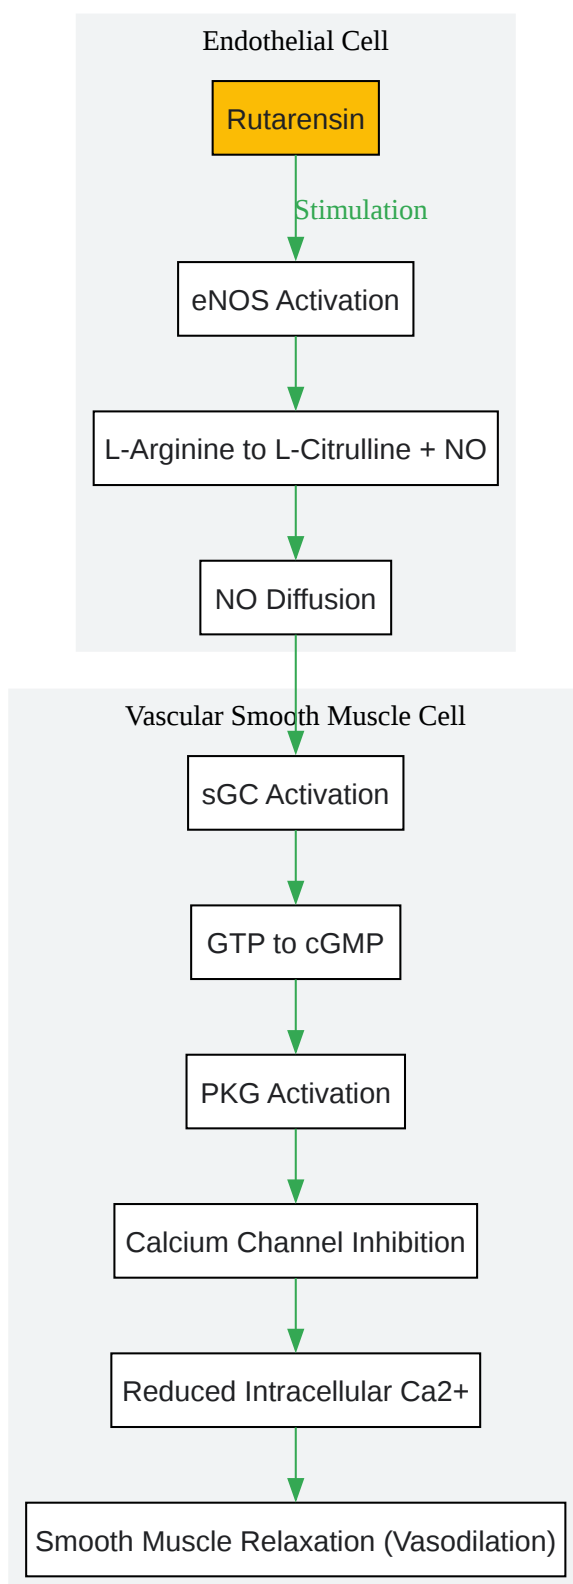 Endothelial Cell
Rutarensin
Stimulation
eNOS Activation
L-Arginine to L-Citrulline + NO
NO Diffusion
Vascular Smooth Muscle Cell
sGC Activation
GTP to cGMP
PKG Activation
Calcium Channel Inhibition
Reduced Intracellular Ca2+
Smooth Muscle Relaxation (Vasodilation)